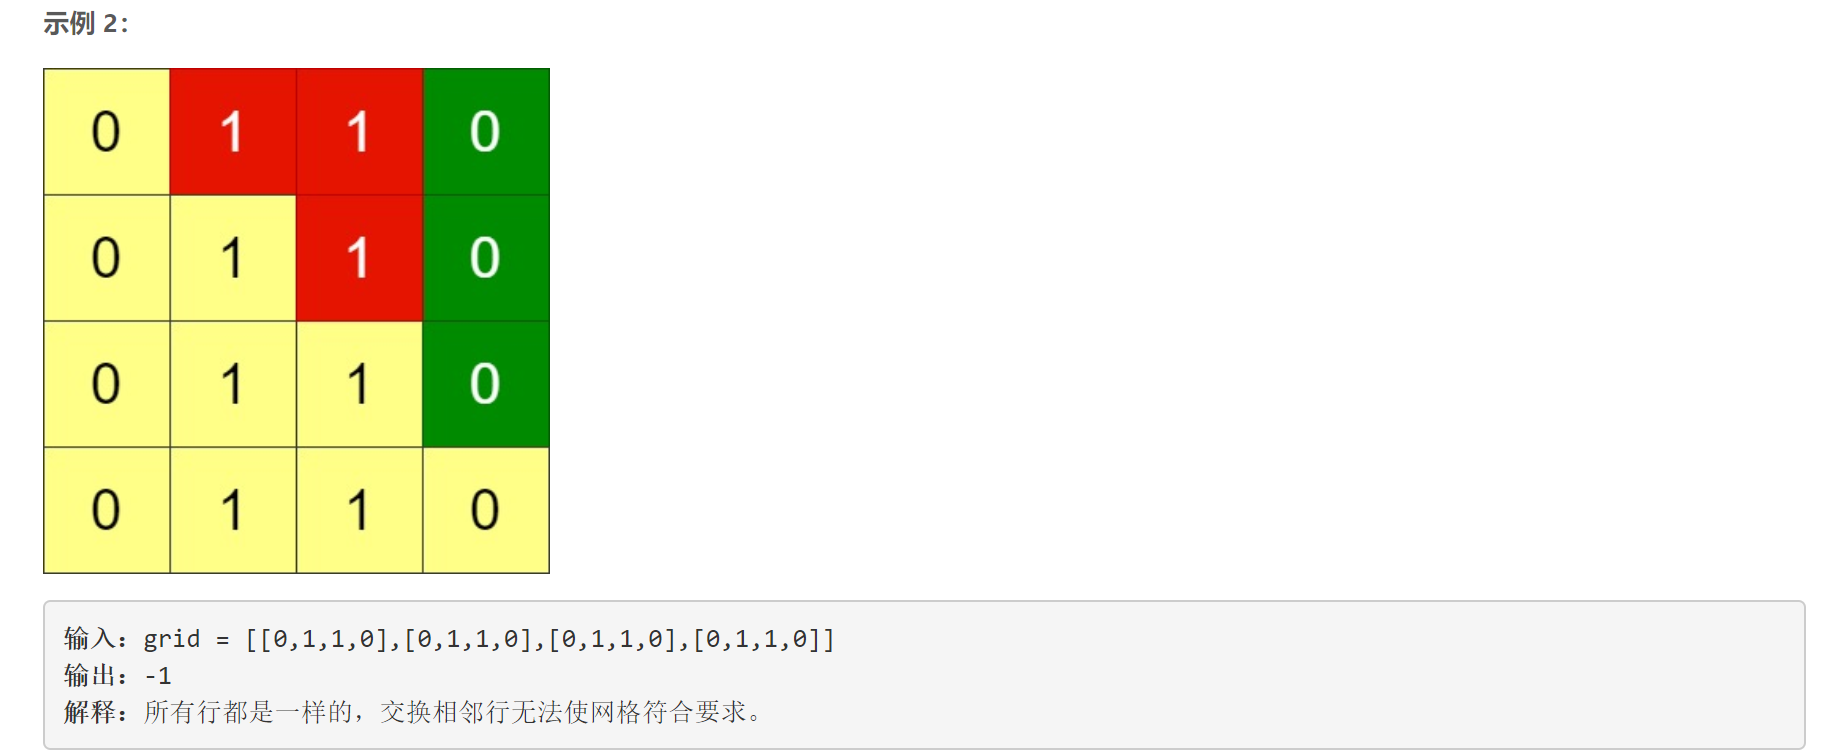 示例 2：
0 1 1 0
0 1 1 0
0 1 1 0
0 1 1 0
输入：grid = [[0,1,1,0],[0,1,1,0],[0,1,1,0],[0,1,1,0]]
输出：-1
解释：所有行都是一样的，交换相邻行无法使网格符合要求。